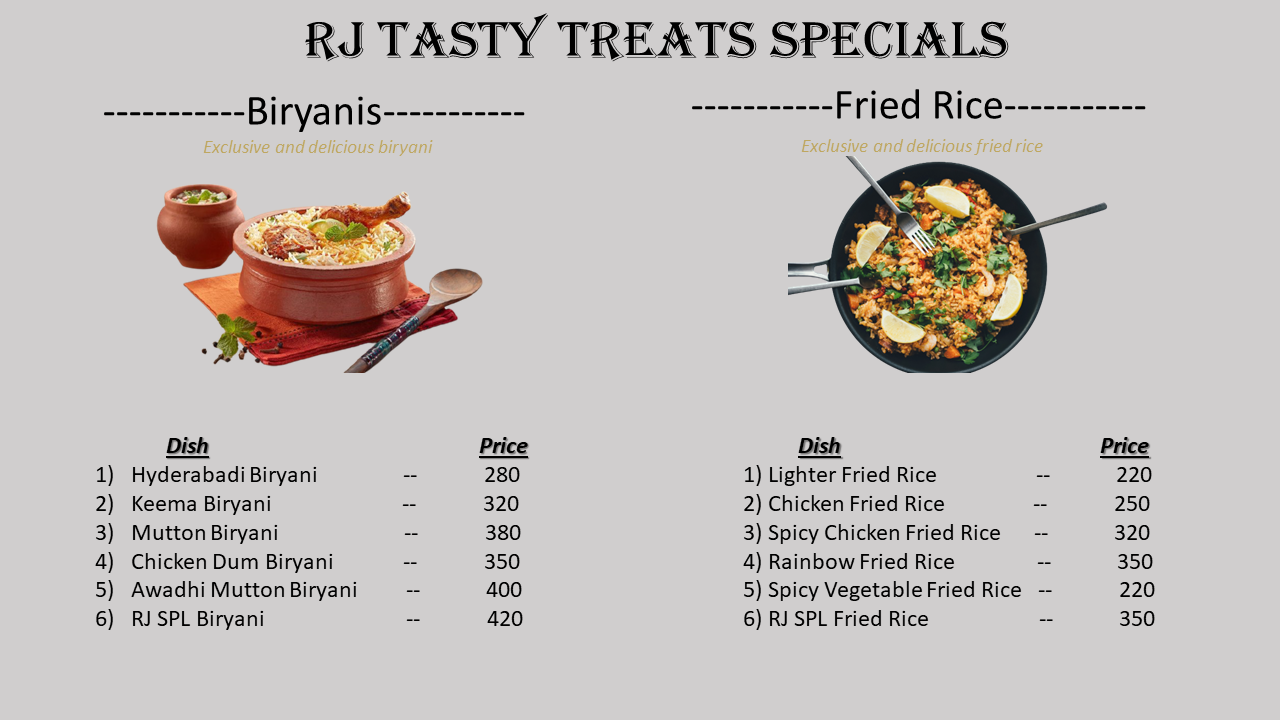 RJ TASTY TREATS SPECIALS
-----------Biryanis-----------
Exclusive and delicious biryani
Dish Price
1) Hyderabadi Biryani -- 280
2) Keema Biryani -- 320
3) Mutton Biryani -- 380
4) Chicken Dum Biryani -- 350
5) Awadhi Mutton Biryani -- 400
6) RJ SPL Biryani -- 420
-----------Fried Rice-----------
Exclusive and delicious fried rice
Dish Price
1) Lighter Fried Rice -- 220
2) Chicken Fried Rice -- 250
3) Spicy Chicken Fried Rice -- 320
4) Rainbow Fried Rice -- 350
5) Spicy Vegetable Fried Rice -- 220
6) RJ SPL Fried Rice -- 350